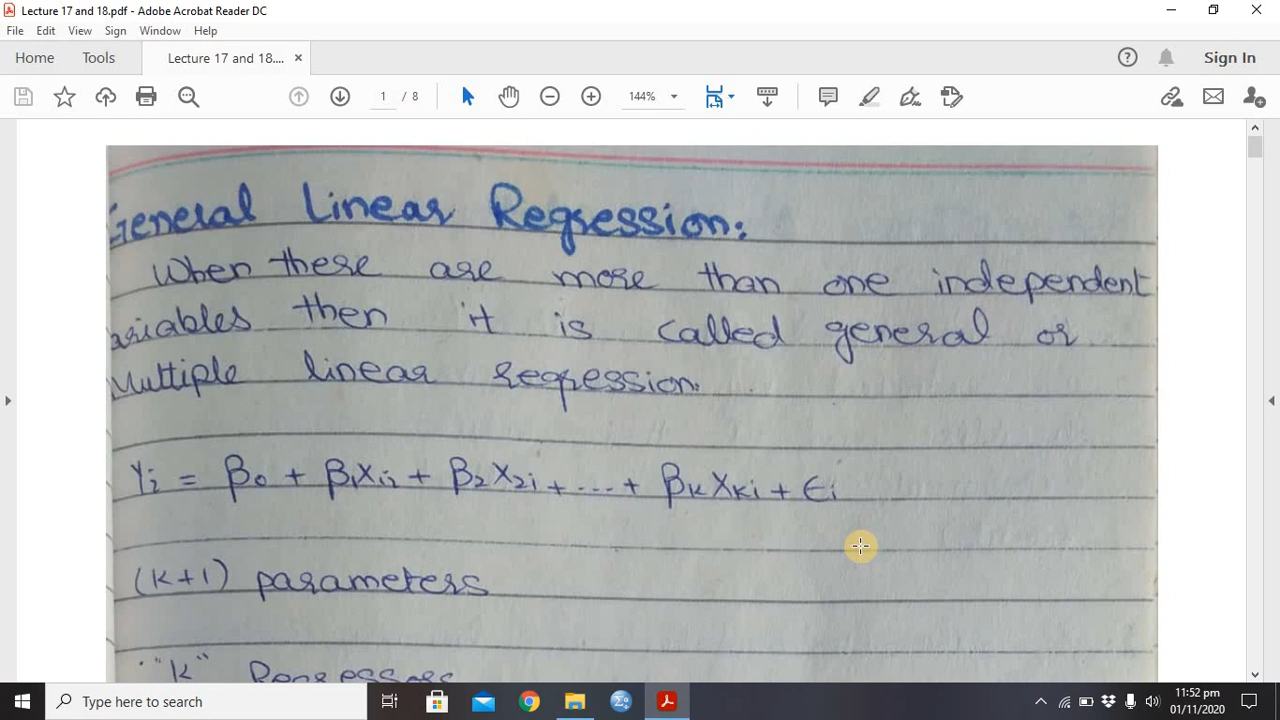 Lecture 17 and 18.pdf - Adobe Acrobat Reader DC
File Edit View Sign Window Help
Home Tools Lecture 17 and 18.... ×
? Sign In
1 / 8 144%
General Linear Regression:
When there are more than one independent
variables then it is called general or
Multiple linear regression.
Yi = β0 + β1X1i + β2X2i + ... + βkXki + ϵi
(k+1) parameters
"K"
Type here to search
11:52 pm
01/11/2020